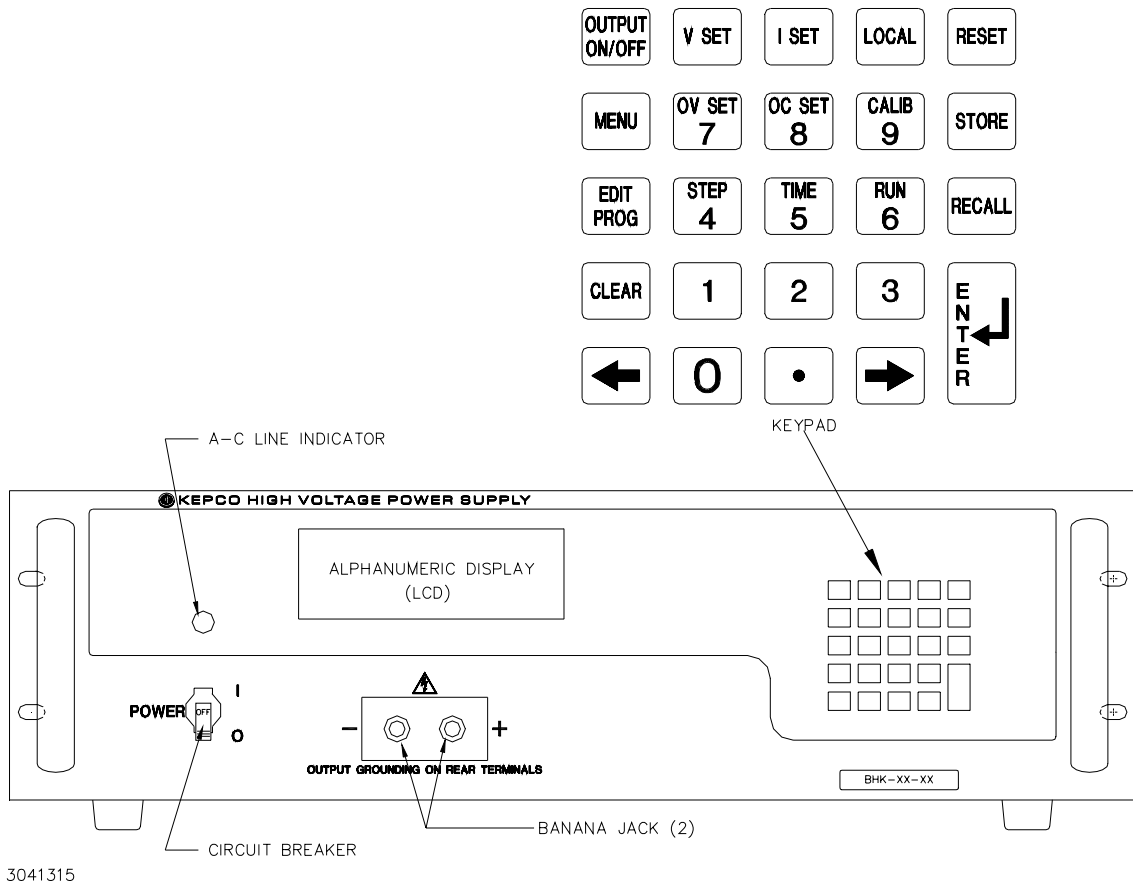 OUTPUT ON/OFF
V SET
I SET
LOCAL
RESET
MENU
OV SET 7
OC SET 8
CALIB 9
STORE
EDIT PROG
STEP 4
TIME 5
RUN 6
RECALL
CLEAR
1
2
3
ENTER
0
.
KEYPAD
A-C LINE INDICATOR
KEPCO HIGH VOLTAGE POWER SUPPLY
ALPHANUMERIC DISPLAY
(LCD)
I
POWER
OFF
O
- +
OUTPUT GROUNDING ON REAR TERMINALS
BHK-XX-XX
BANANA JACK (2)
CIRCUIT BREAKER
3041315